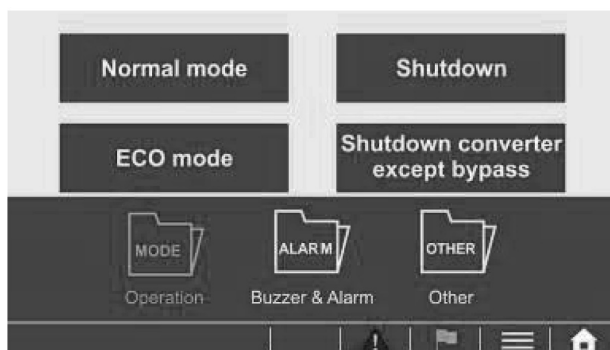 Normal mode
Shutdown
ECO mode
Shutdown converter
except bypass
MODE
ALARM
OTHER
Operation
Buzzer & Alarm
Other